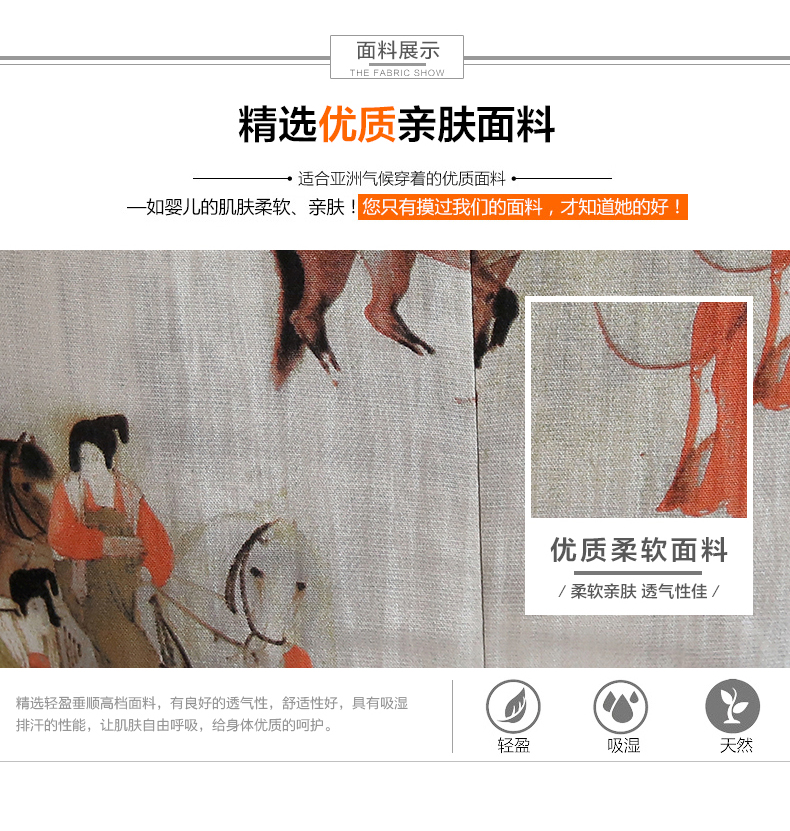 面料展示
THE FABRIC SHOW
精选优质亲肤面料
适合亚洲气候穿着的优质面料
—如婴儿的肌肤柔软、亲肤！您只有摸过我们的面料，才知道她的好！
优质柔软面料
/ 柔软亲肤 透气性佳 /
精选轻盈垂顺高档面料，有良好的透气性，舒适性好，具有吸湿
排汗的性能，让肌肤自由呼吸，给身体优质的呵护。
轻盈 吸湿 天然